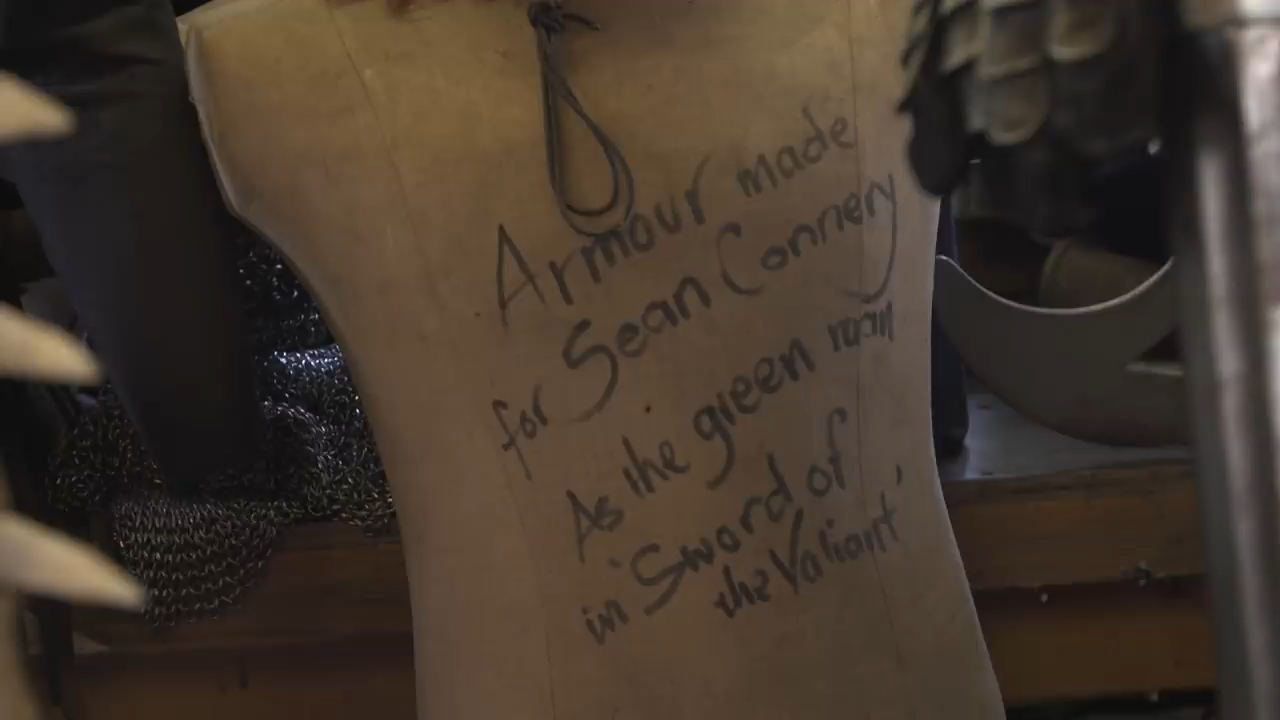 Armour made
for Sean Connery
As the green man
in 'Sword of
the Valiant'